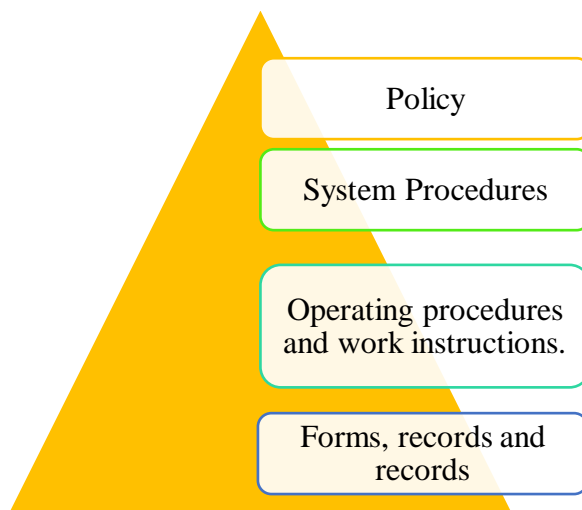 Policy
System Procedures
Operating procedures
and work instructions.
Forms, records and
records